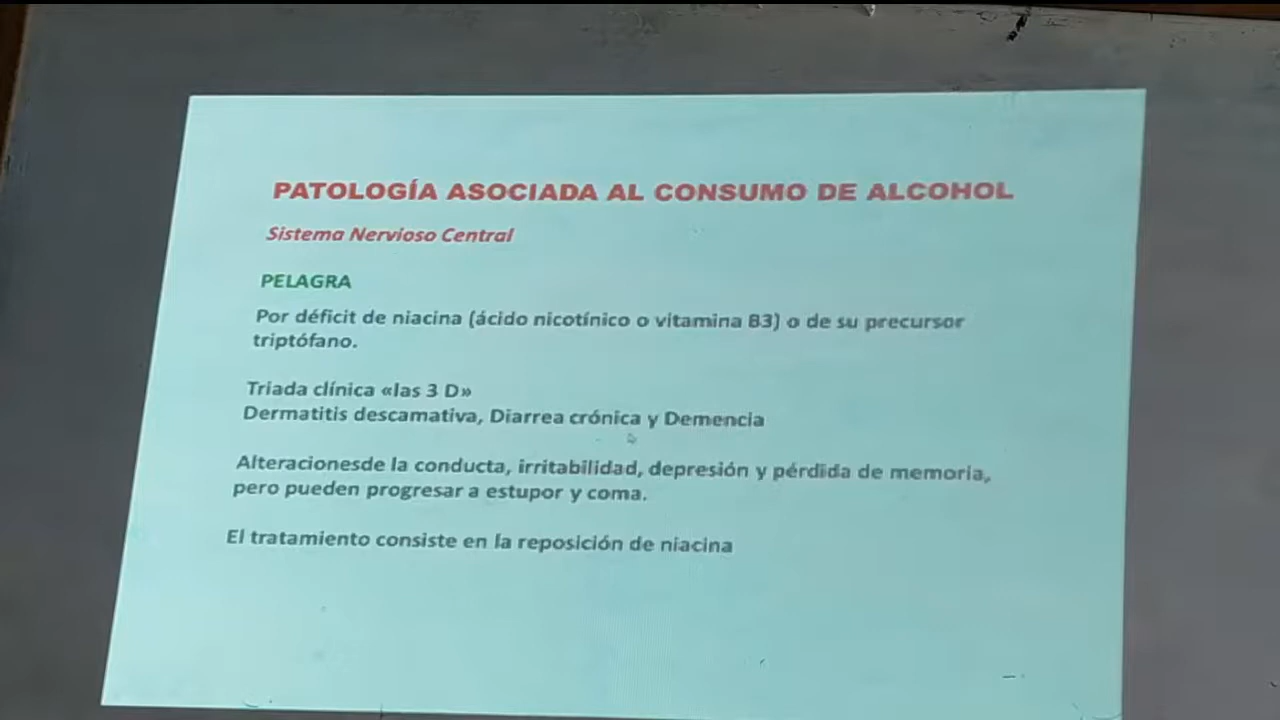 PATOLOGÍA ASOCIADA AL CONSUMO DE ALCOHOL
Sistema Nervioso Central
PELAGRA
Por déficit de niacina (ácido nicotínico o vitamina B3) o de su precursor
triptófano.
Triada clínica «las 3 D»
Dermatitis descamativa, Diarrea crónica y Demencia
Alteracionesde la conducta, irritabilidad, depresión y pérdida de memoria,
pero pueden progresar a estupor y coma.
El tratamiento consiste en la reposición de niacina